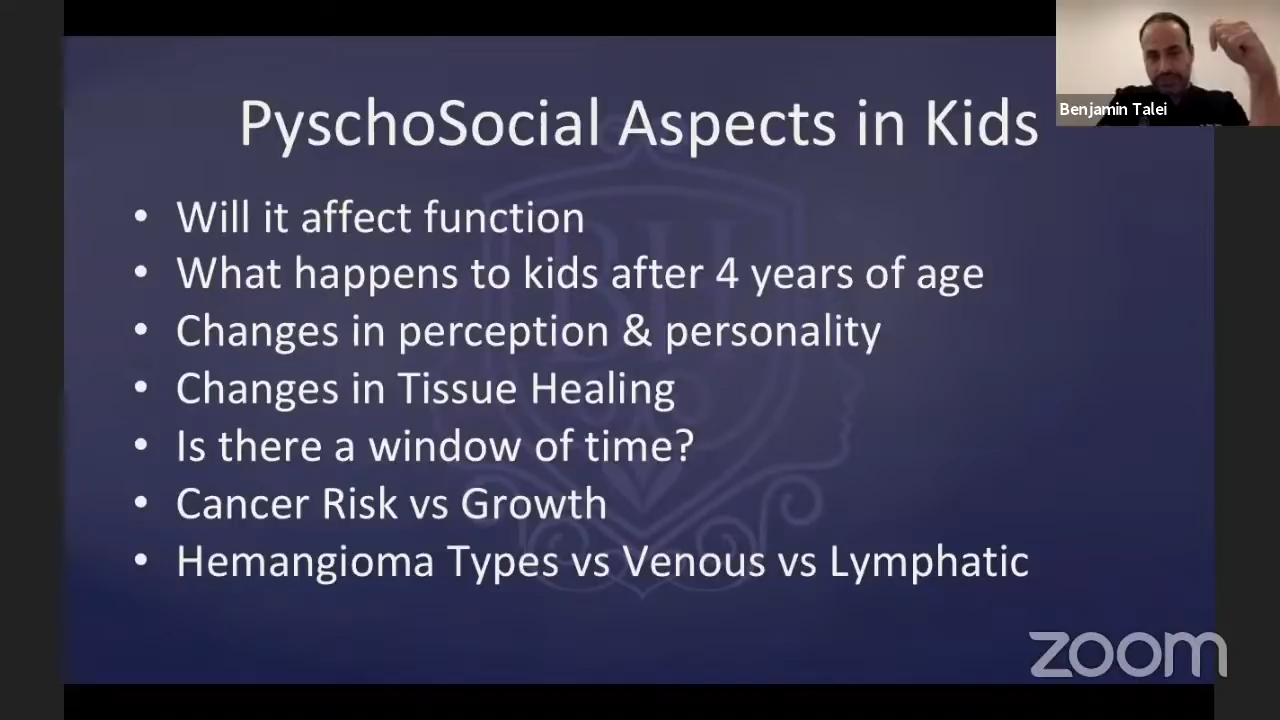 PyschoSocial Aspects in Kids
Benjamin Talei
• Will it affect function
• What happens to kids after 4 years of age
• Changes in perception & personality
• Changes in Tissue Healing
• Is there a window of time?
• Cancer Risk vs Growth
• Hemangioma Types vs Venous vs Lymphatic
zoom